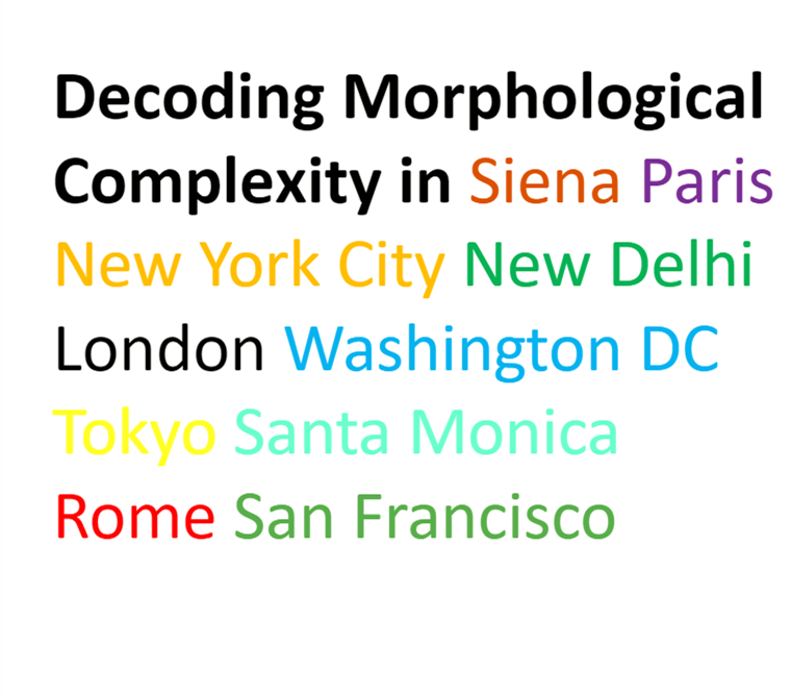 Decoding Morphological
Complexity in Siena Paris
New York City New Delhi
London Washington DC
Tokyo Santa Monica
Rome San Francisco